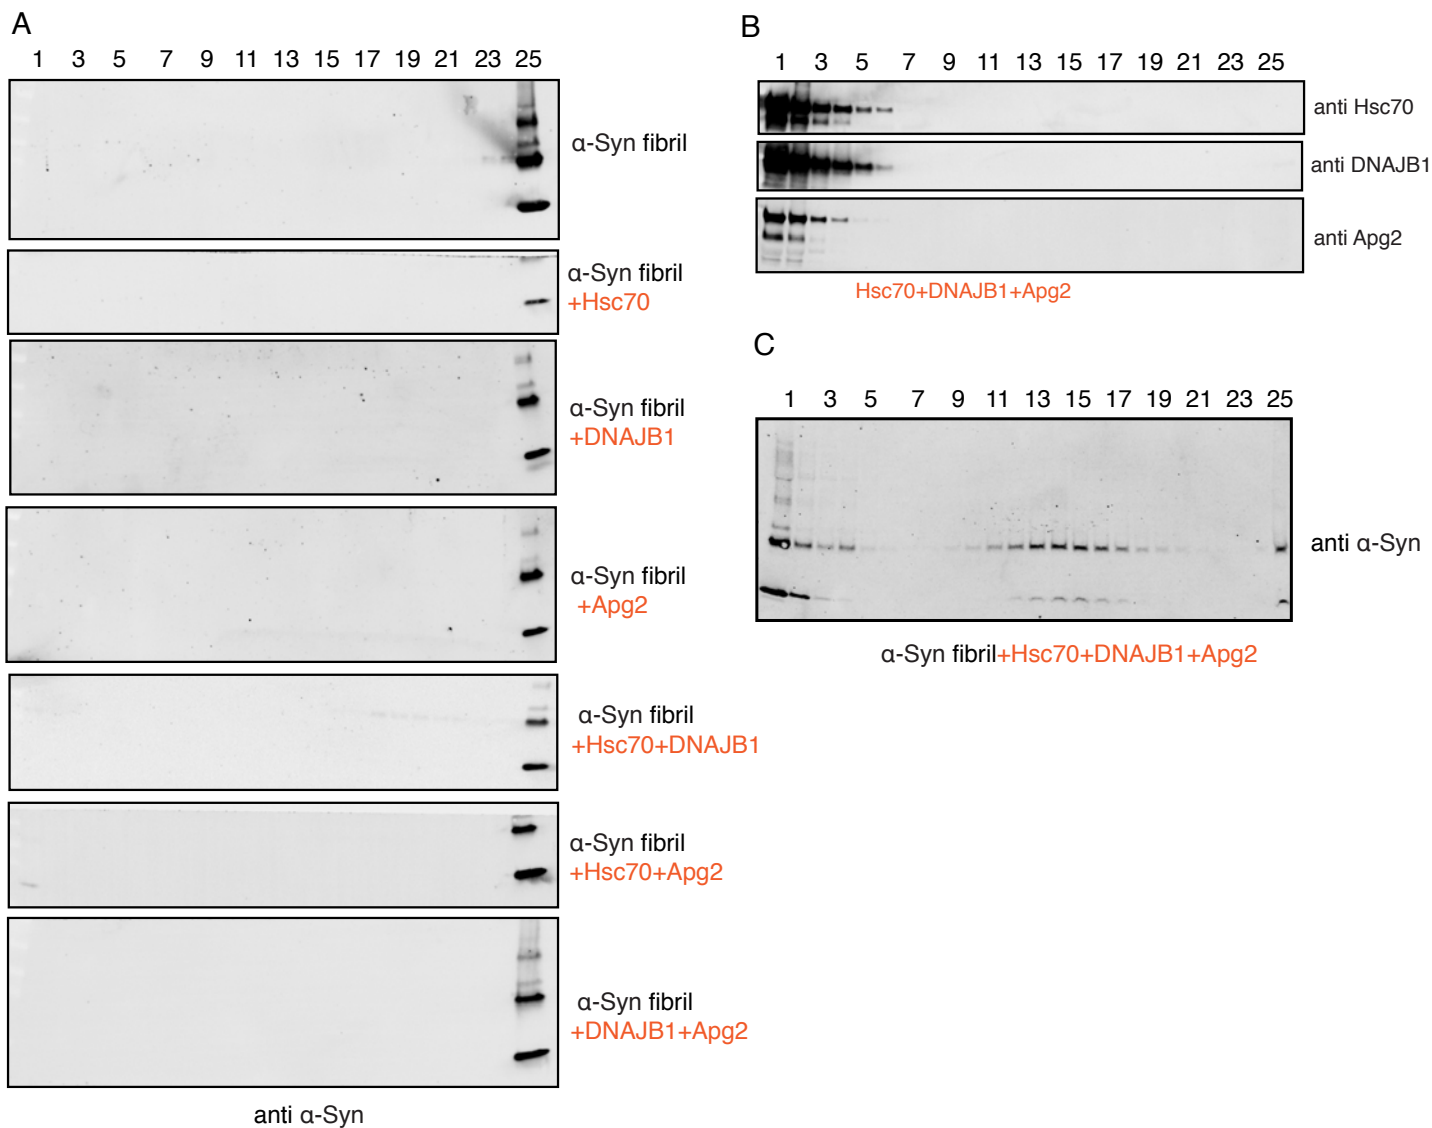 A
1 3 5 7 9 11 13 15 17 19 21 23 25
α-Syn fibril
α-Syn fibril
+Hsc70
α-Syn fibril
+DNAJB1
α-Syn fibril
+Apg2
α-Syn fibril
+Hsc70+DNAJB1
α-Syn fibril
+Hsc70+Apg2
α-Syn fibril
+DNAJB1+Apg2
anti α-Syn
B
1 3 5 7 9 11 13 15 17 19 21 23 25
anti Hsc70
anti DNAJB1
anti Apg2
Hsc70+DNAJB1+Apg2
C
1 3 5 7 9 11 13 15 17 19 21 23 25
anti α-Syn
α-Syn fibril+Hsc70+DNAJB1+Apg2